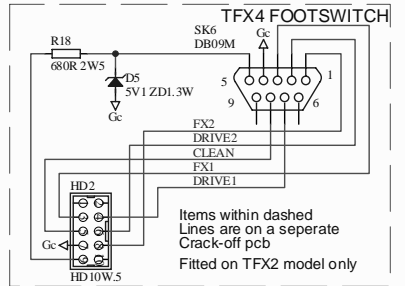 TFX4 FOOTSWITCH
SK6
DB09M
Gc
R18
680R 2W5
D5
5V1 ZD1.3W
Gc
5
1
9
6
FX2
DRIVE2
CLEAN
FX1
DRIVE1
HD2
Gc
HD10W.5
Items within dashed
Lines are on a seperate
Crack-off pcb
Fitted on TFX2 model only